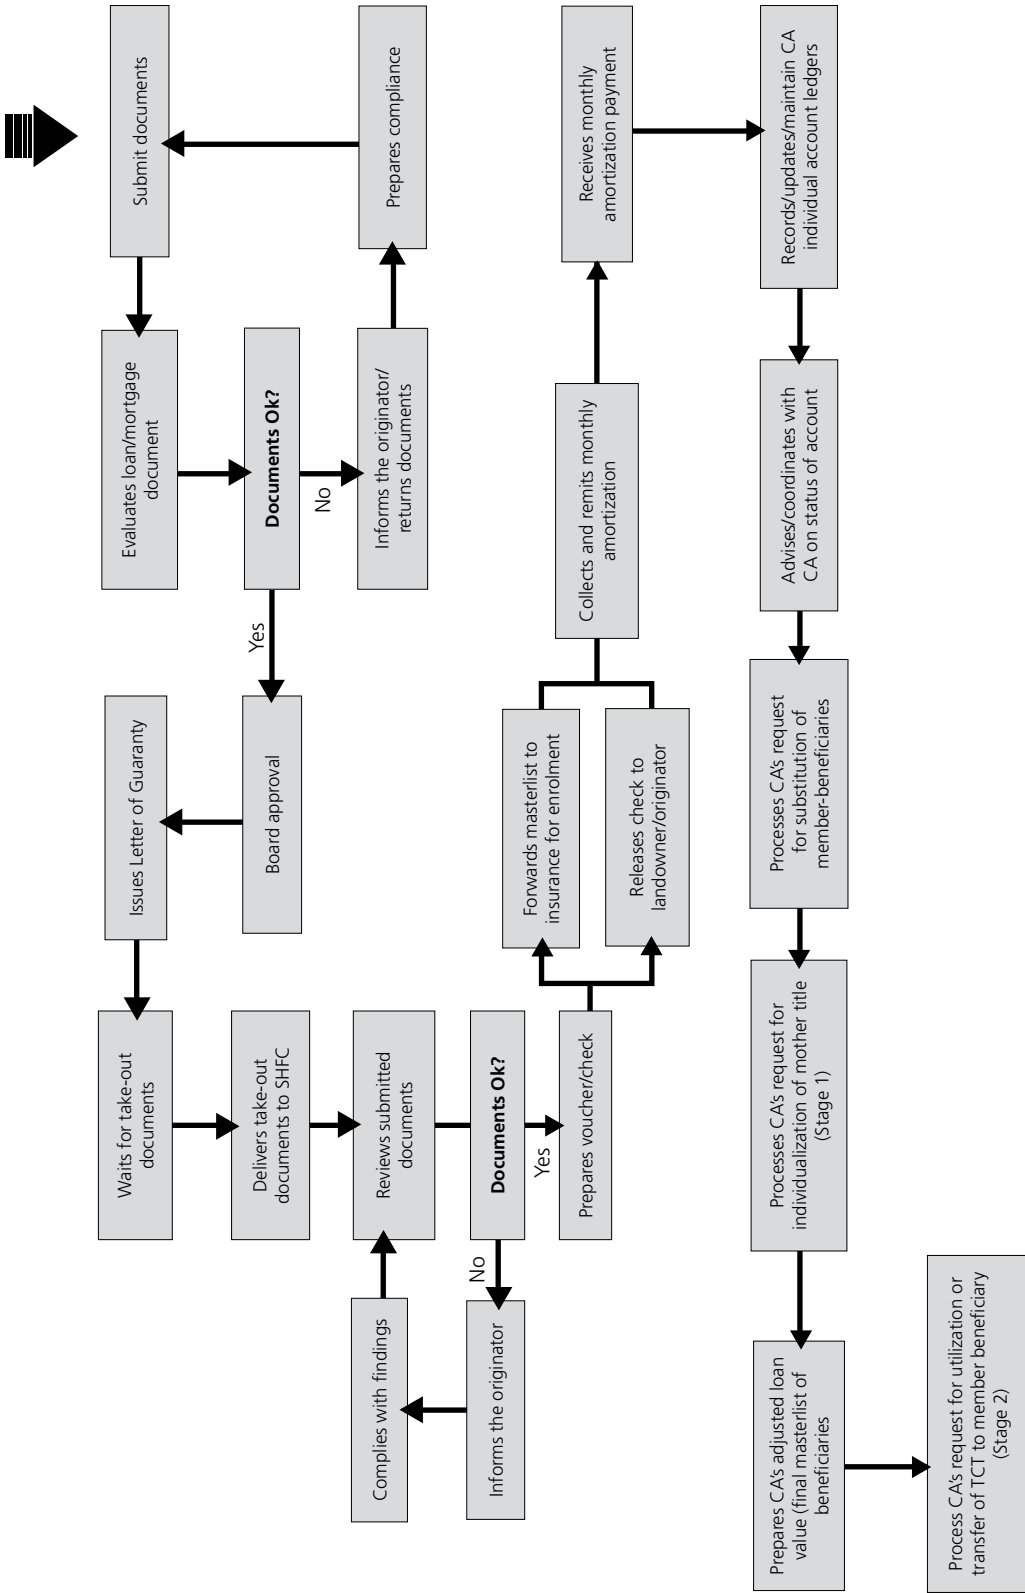 Submit documents
Evaluates loan/mortgage
document
Documents Ok?
No
Informs the originator/
returns documents
Prepares compliance
Yes
Board approval
Issues Letter of Guaranty
Waits for take-out
documents
Delivers take-out
documents to SHFC
Reviews submitted
documents
Documents Ok?
No
Informs the originator
Complies with findings
Yes
Prepares voucher/check
Forwards masterlist to
insurance for enrolment
Releases check to
landowner/originator
Collects and remits monthly
amortization
Receives monthly
amortization payment
Records/updates/maintain CA
individual account ledgers
Advises/coordinates with
CA on status of account
Processes CA's request
for substitution of
member-beneficiaries
Processes CA's request for
individualization of mother title
(Stage 1)
Prepares CA's adjusted loan
value (final masterlist of
beneficiaries
Process CA's request for utilization or
transfer of TCT to member beneficiary
(Stage 2)